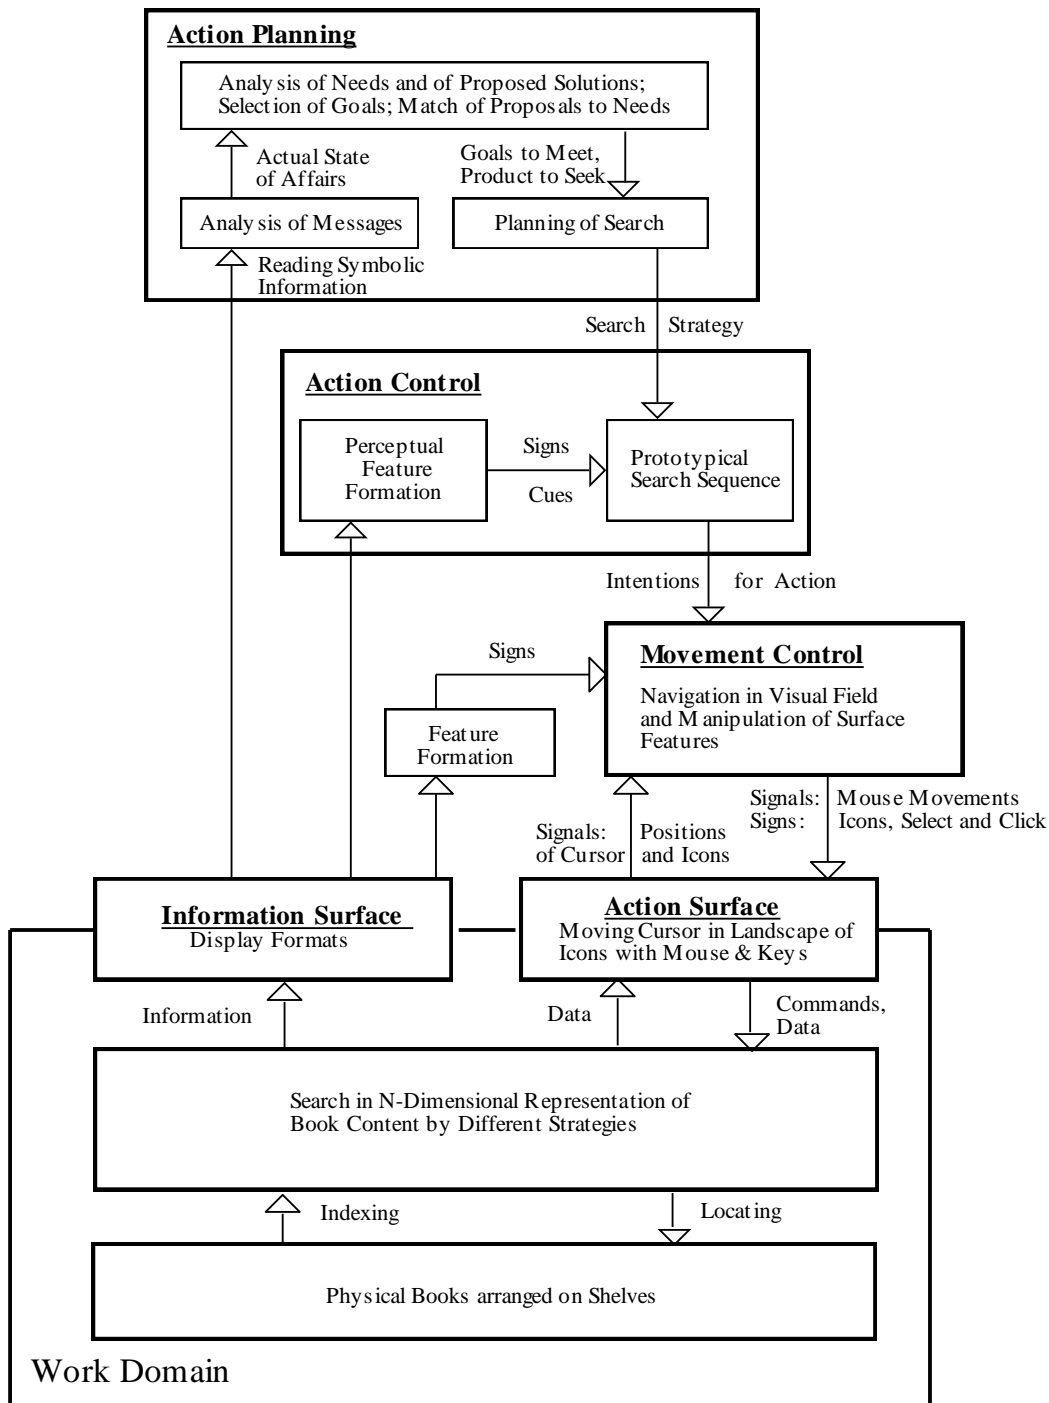 Action Planning
Analysis of Needs and of Proposed Solutions;
Selection of Goals; Match of Proposals to Needs
Actual State
of Affairs
Goals to Meet,
Product to Seek
Analysis of Messages
Planning of Search
Reading Symbolic
Information
Search Strategy
Action Control
Perceptual
Feature
Formation
Signs
Cues
Prototypical
Search Sequence
Intentions for Action
Signs
Movement Control
Navigation in Visual Field
and Manipulation of Surface
Features
Feature
Formation
Signals: Positions
of Cursor and Icons
Signals: Mouse Movements
Signs: Icons, Select and Click
Information Surface
Display Formats
Action Surface
Moving Cursor in Landscape of
Icons with Mouse & Keys
Information
Data
Commands,
Data
Search in N-Dimensional Representation of
Book Content by Different Strategies
Indexing
Locating
Physical Books arranged on Shelves
Work Domain